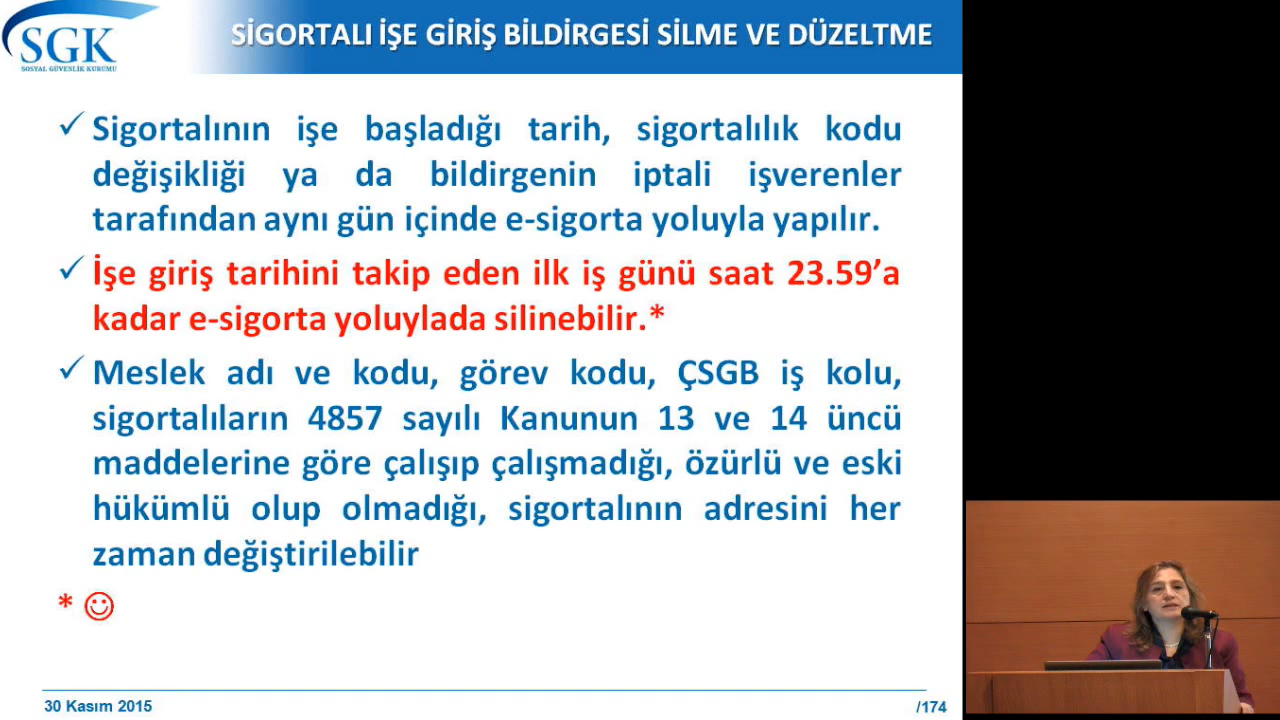 SGK
SOSYAL GÜVENLİK KURUMU
SİGORTALI İŞE GİRİŞ BİLDİRGESİ SİLME VE DÜZELTME
Sigortalının işe başladığı tarih, sigortalılık kodu
değişikliği ya da bildirgenin iptali işverenler
tarafından aynı gün içinde e-sigorta yoluyla yapılır.
İşe giriş tarihini takip eden ilk iş günü saat 23.59’a
kadar e-sigorta yoluylada silinebilir.*
Meslek adı ve kodu, görev kodu, ÇSGB iş kolu,
sigortalıların 4857 sayılı Kanunun 13 ve 14 üncü
maddelerine göre çalışıp çalışmadığı, özürlü ve eski
hükümlü olup olmadığı, sigortalının adresini her
zaman değiştirilebilir
*
30 Kasım 2015
/174